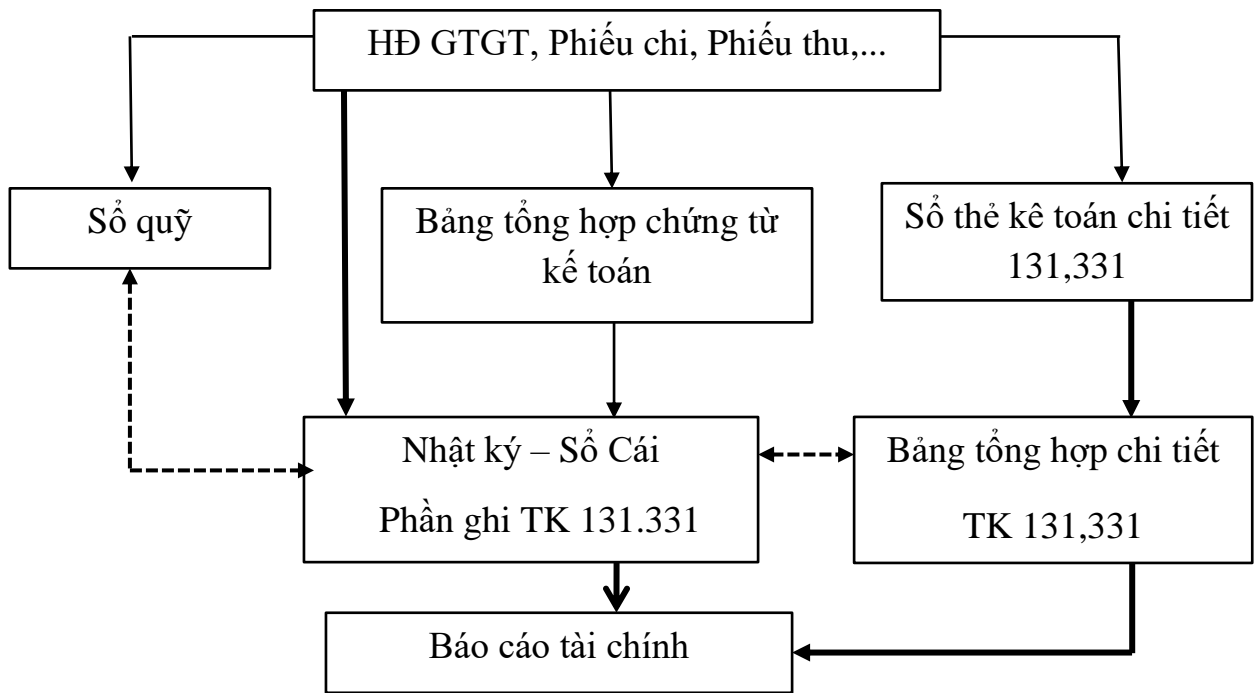 HĐ GTGT, Phiếu chi, Phiếu thu,...
Sổ quỹ
Bảng tổng hợp chứng từ
kế toán
Sổ thẻ kê toán chi tiết
131,331
Nhật ký – Sổ Cái
Phần ghi TK 131.331
Bảng tổng hợp chi tiết
TK 131,331
Báo cáo tài chính